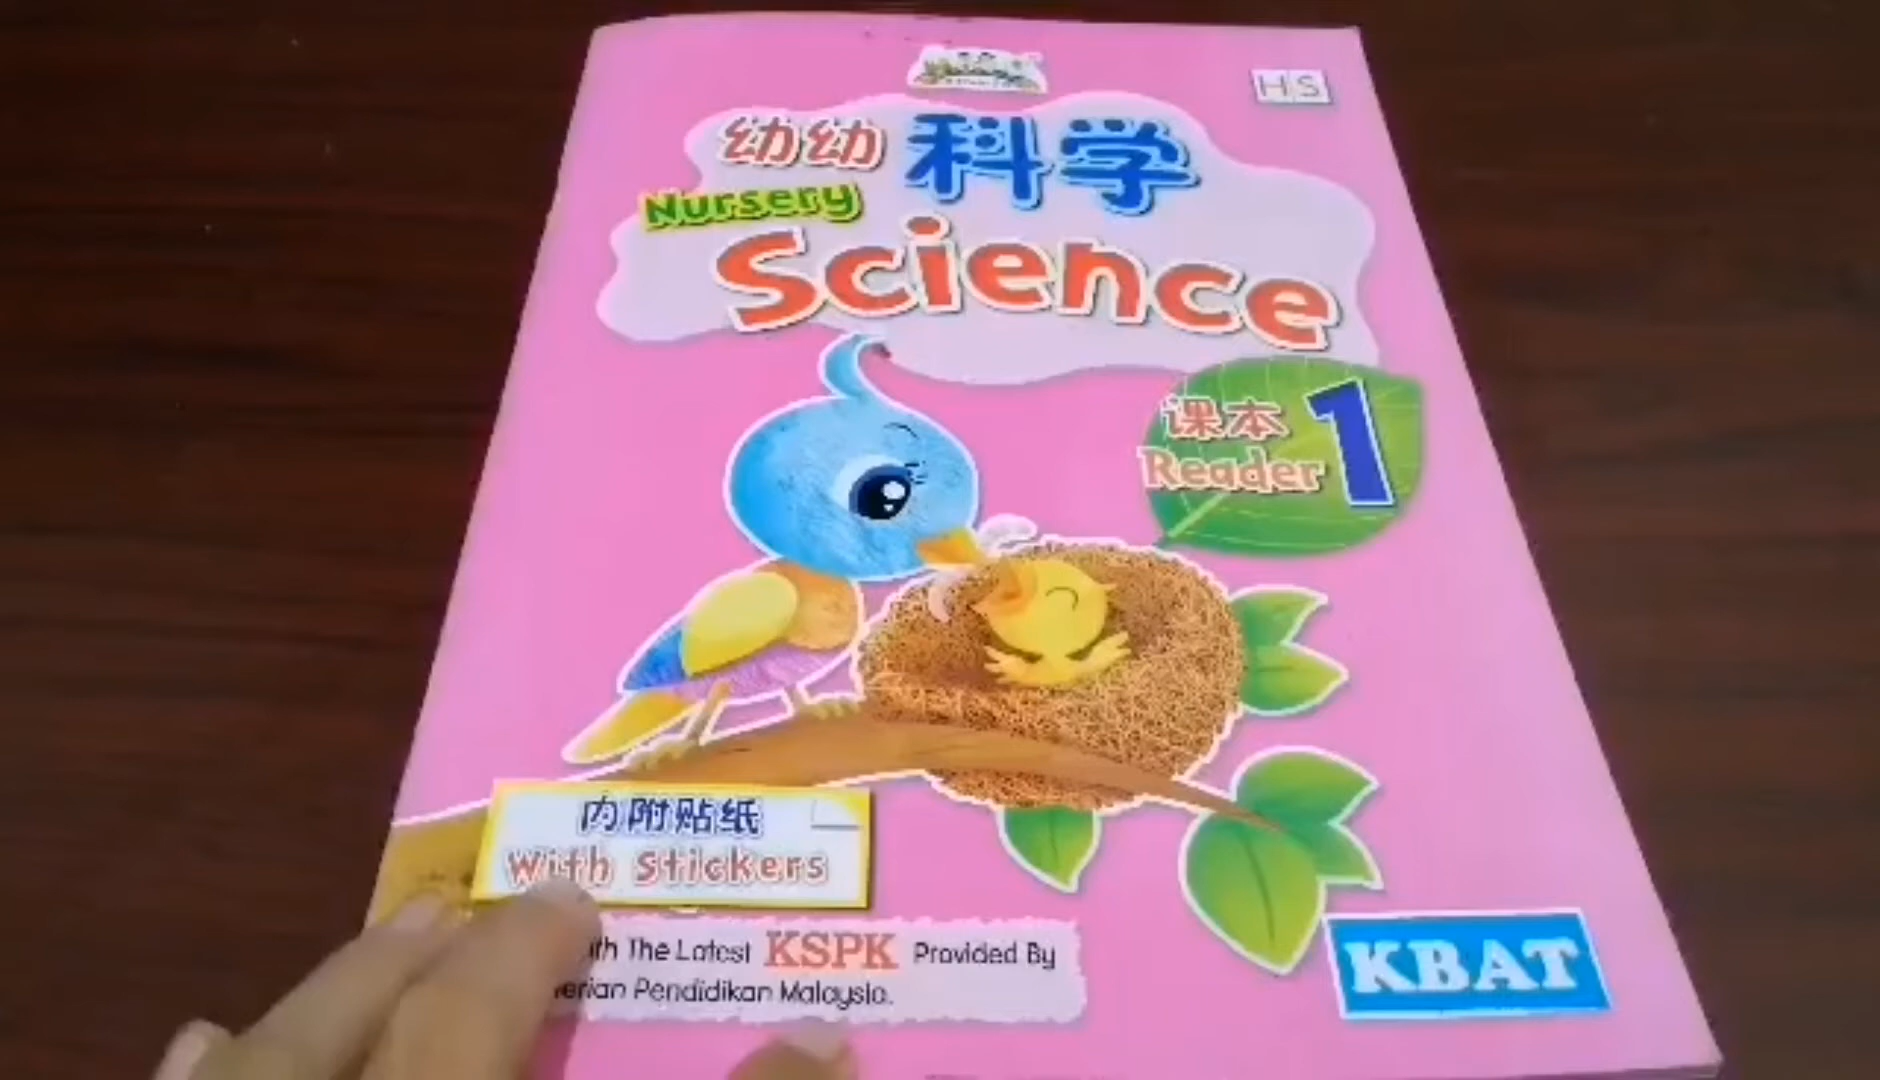 HS
幼幼 科学
Nursery
Science
课本
Reader 1
内附贴纸
With Stickers
The Latest KSPK Provided By
Pendidikan Malaysia.
KBAT